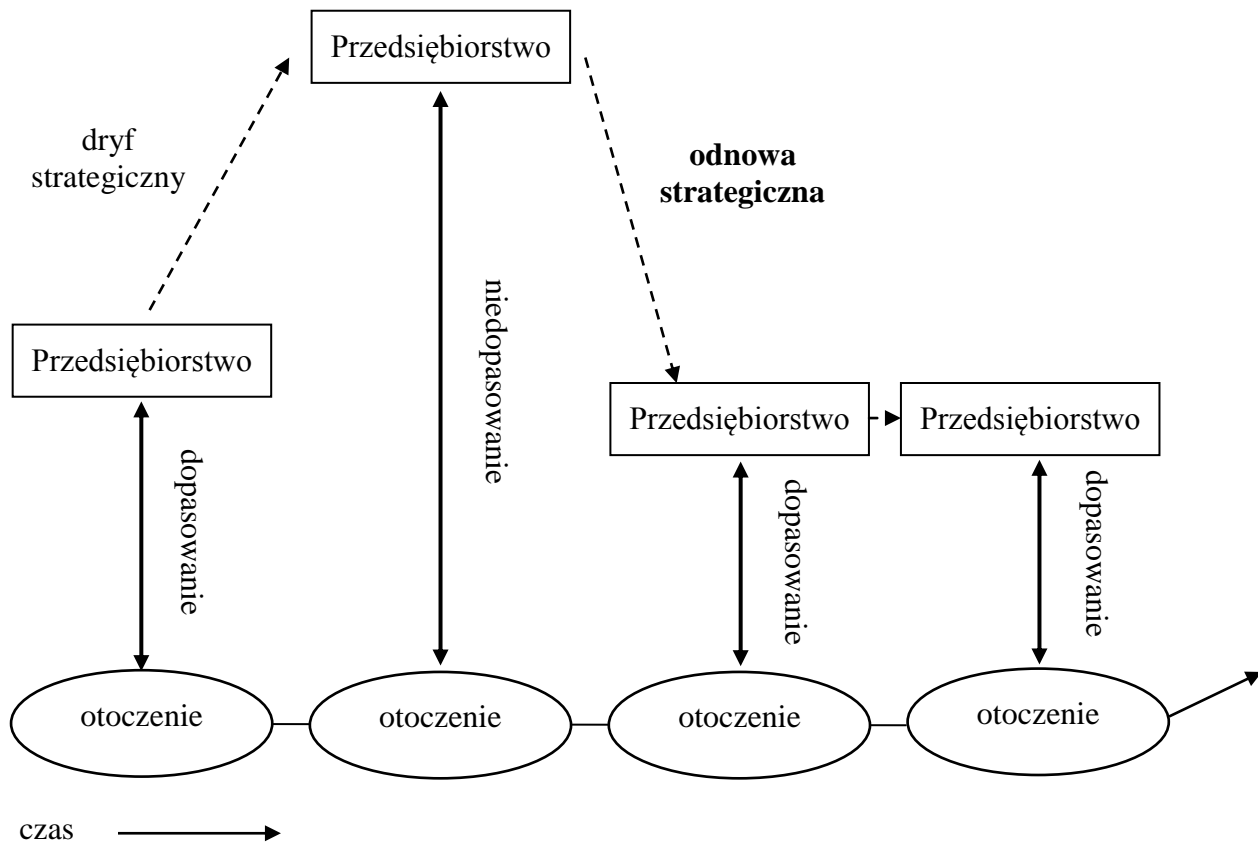 Przedsiębiorstwo
dryf
strategiczny
odnowa
strategiczna
niedopasowanie
Przedsiębiorstwo
Przedsiębiorstwo
Przedsiębiorstwo
dopasowanie
dopasowanie
dopasowanie
otoczenie
otoczenie
otoczenie
otoczenie
czas